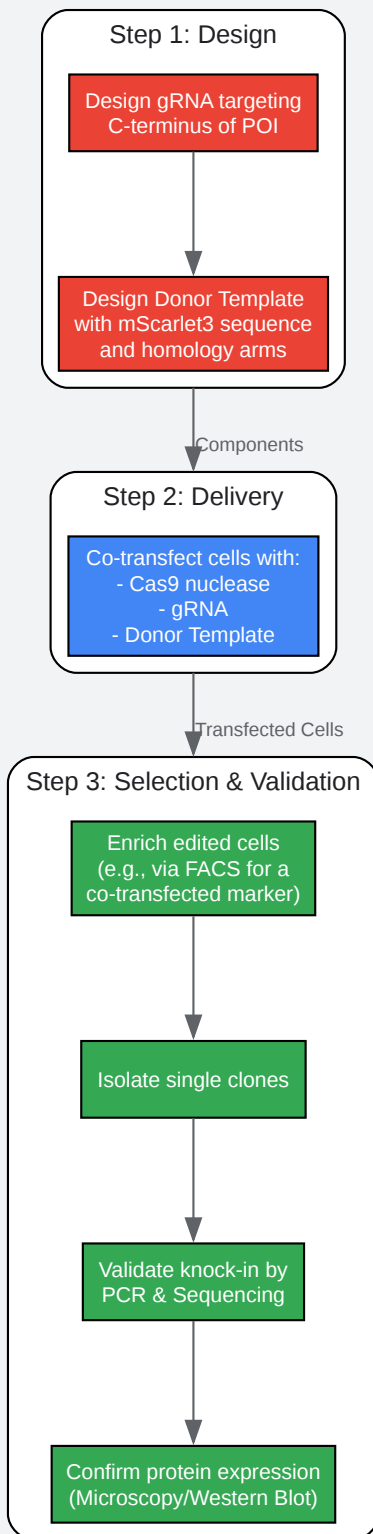 Step 1: Design
Design gRNA targeting
C-terminus of POI
Design Donor Template
with mScarlet3 sequence
and homology arms
Components
Step 2: Delivery
Co-transfect cells with:
- Cas9 nuclease
- gRNA
- Donor Template
Transfected Cells
Step 3: Selection & Validation
Enrich edited cells
(e.g., via FACS for a
co-transfected marker)
Isolate single clones
Validate knock-in by
PCR & Sequencing
Confirm protein expression
(Microscopy/Western Blot)